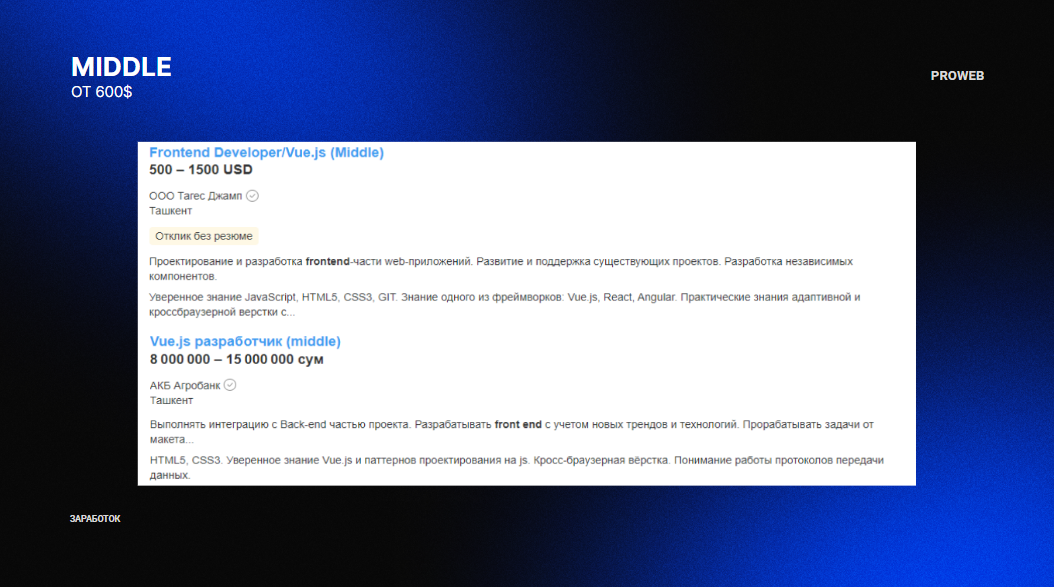 MIDDLE
ОТ 600$
PROWEB
Frontend Developer/Vue.js (Middle)
500 – 1500 USD
ООО Тагес Джамп
Ташкент
Отклик без резюме
Проектирование и разработка frontend-части web-приложений. Развитие и поддержка существующих проектов. Разработка независимых
компонентов.
Уверенное знание JavaScript, HTML5, CSS3, GIT. Знание одного из фреймворков: Vue.js, React, Angular. Практические знания адаптивной и
кроссбраузерной верстки с...
Vue.js разработчик (middle)
8 000 000 – 15 000 000 сум
АКБ Агробанк
Ташкент
Выполнять интеграцию с Back-end частью проекта. Разрабатывать front end с учетом новых трендов и технологий. Прорабатывать задачи от
макета...
HTML5, CSS3. Уверенное знание Vue.js и паттернов проектирования на js. Кросс-браузерная вёрстка. Понимание работы протоколов передачи
данных.
ЗАРАБОТОК